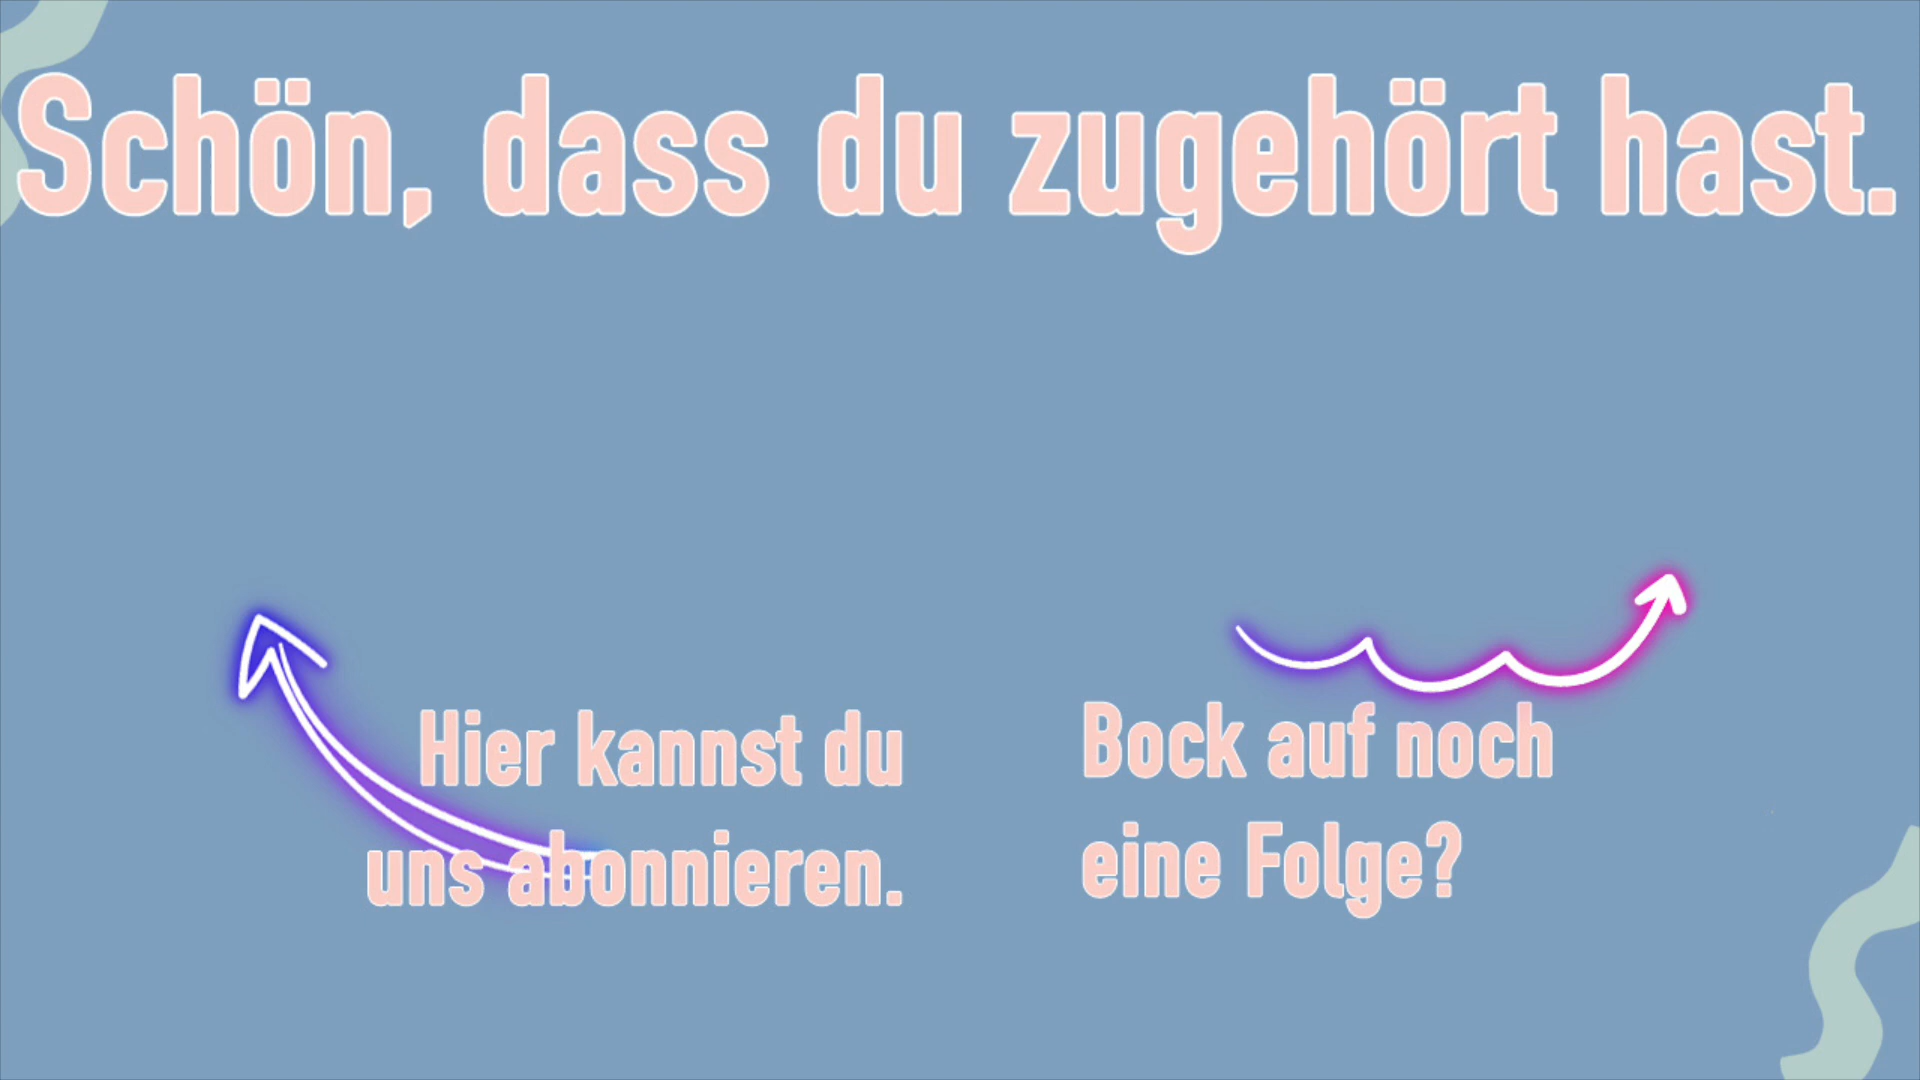 Schön, dass du zugehört hast.
Hier kannst du
uns abonnieren.
Bock auf noch
eine Folge?